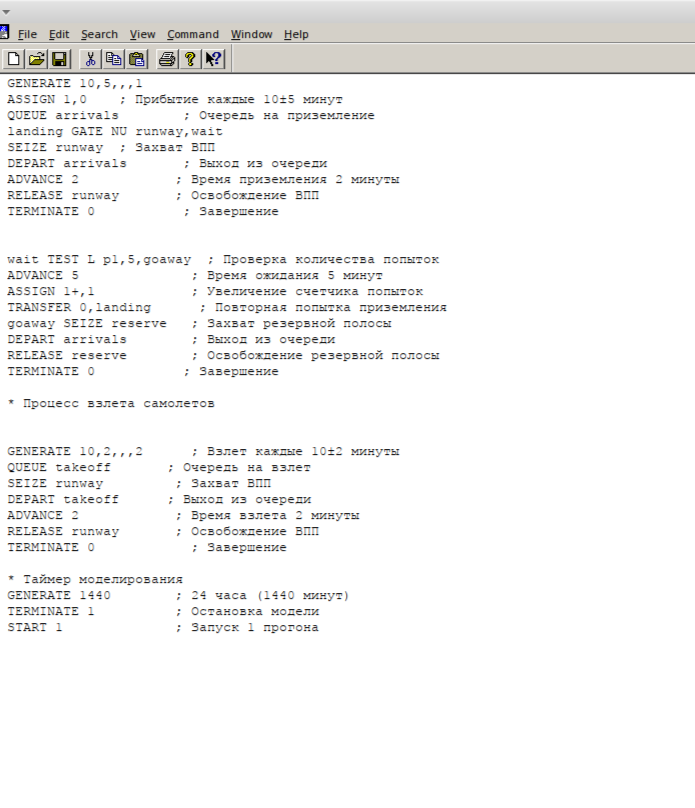 File Edit Search View Command Window Help
GENERATE 10,5,,,1
ASSIGN 1,0 ; Прибытие каждые 10±5 минут
QUEUE arrivals ; Очередь на приземление
landing GATE NU runway,wait
SEIZE runway ; Захват ВПП
DEPART arrivals ; Выход из очереди
ADVANCE 2 ; Время приземления 2 минуты
RELEASE runway ; Освобождение ВПП
TERMINATE 0 ; Завершение
wait TEST L p1,5,goaway ; Проверка количества попыток
ADVANCE 5 ; Время ожидания 5 минут
ASSIGN 1+,1 ; Увеличение счетчика попыток
TRANSFER 0,landing ; Повторная попытка приземления
goaway SEIZE reserve ; Захват резервной полосы
DEPART arrivals ; Выход из очереди
RELEASE reserve ; Освобождение резервной полосы
TERMINATE 0 ; Завершение
* Процесс взлета самолетов
GENERATE 10,2,,,2 ; Взлет каждые 10±2 минуты
QUEUE takeoff ; Очередь на взлет
SEIZE runway ; Захват ВПП
DEPART takeoff ; Выход из очереди
ADVANCE 2 ; Время взлета 2 минуты
RELEASE runway ; Освобождение ВПП
TERMINATE 0 ; Завершение
* Таймер моделирования
GENERATE 1440 ; 24 часа (1440 минут)
TERMINATE 1 ; Остановка модели
START 1 ; Запуск 1 прогона